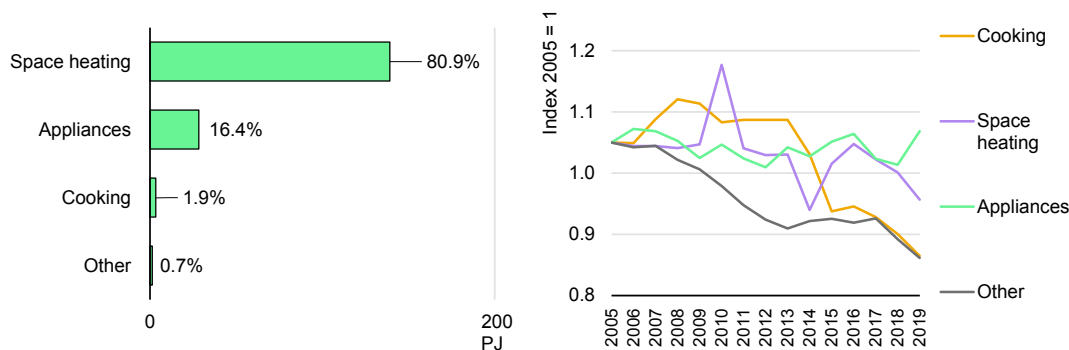 Space heating
80.9%
Appliances
16.4%
Cooking
1.9%
Other
0.7%
0
200
PJ
Index 2005 = 1
1.2
1.1
1.0
0.9
0.8
2005
2006
2007
2008
2009
2010
2011
2012
2013
2014
2015
2016
2017
2018
2019
Cooking
Space
heating
Appliances
Other